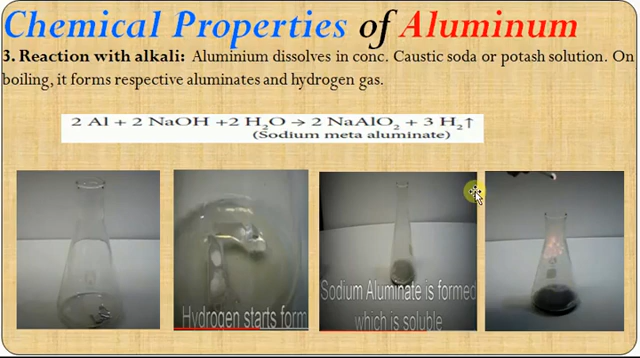 Chemical Properties of Aluminum
3. Reaction with alkali: Aluminium dissolves in conc. Caustic soda or potash solution. On
boiling, it forms respective aluminates and hydrogen gas.
2 Al + 2 NaOH +2 H₂O → 2 NaAlO₂ + 3 H₂↑
(Sodium meta aluminate)
Hydrogen starts form
Sodium Aluminate is formed
which is soluble